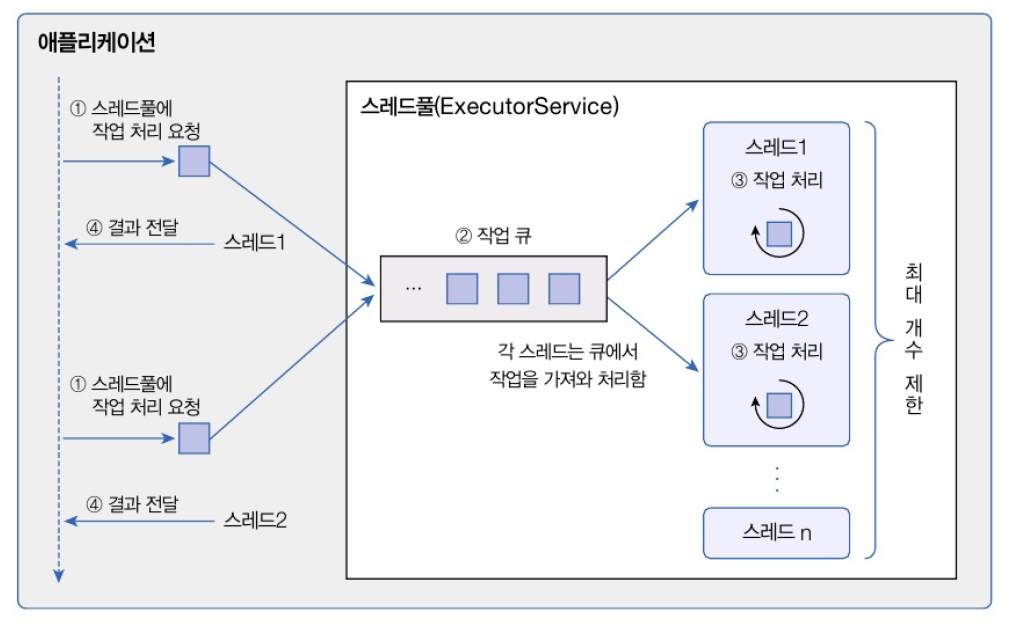 애플리케이션
① 스레드풀에
작업 처리 요청
④ 결과 전달
스레드1
① 스레드풀에
작업 처리 요청
④ 결과 전달
스레드2
스레드풀(ExecutorService)
② 작업 큐
...
각 스레드는 큐에서
작업을 가져와 처리함
스레드1
③ 작업 처리
스레드2
③ 작업 처리
스레드 n
최대 개수 제한